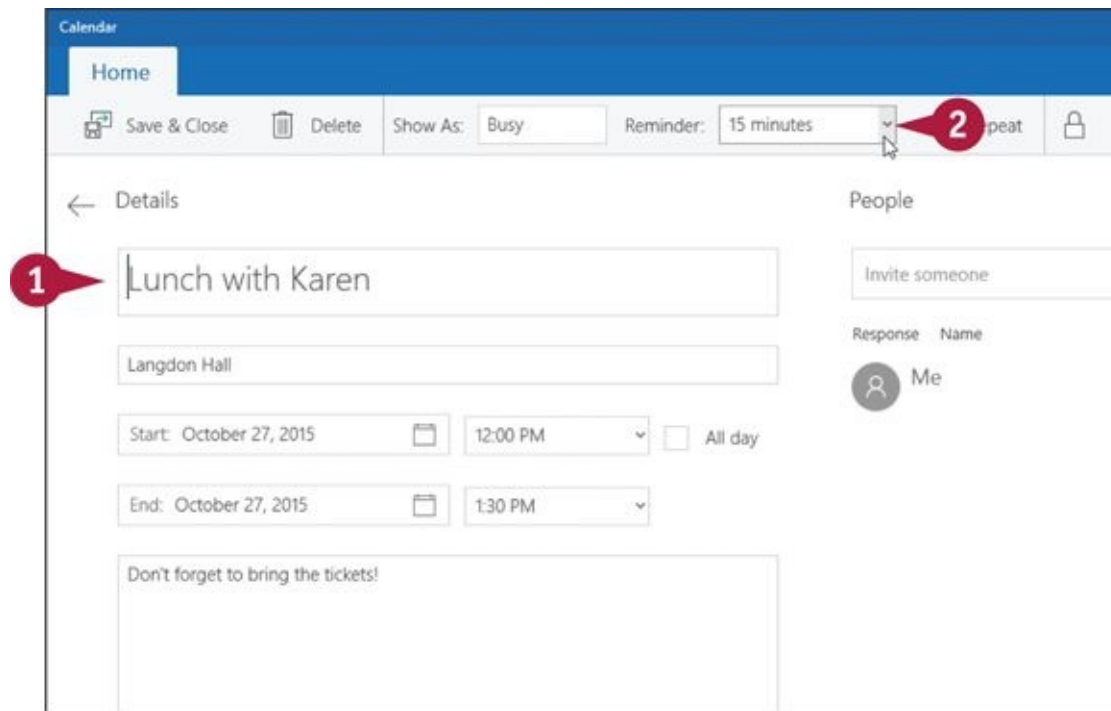 Calendar
Home
Save & Close Delete Show As: Busy Reminder: 15 minutes 2 peat
Details People
1 Lunch with Karen Invite someone
Response Name
Langdon Hall
Me
Start: October 27, 2015 12:00 PM All day
End: October 27, 2015 1:30 PM
Don't forget to bring the tickets!